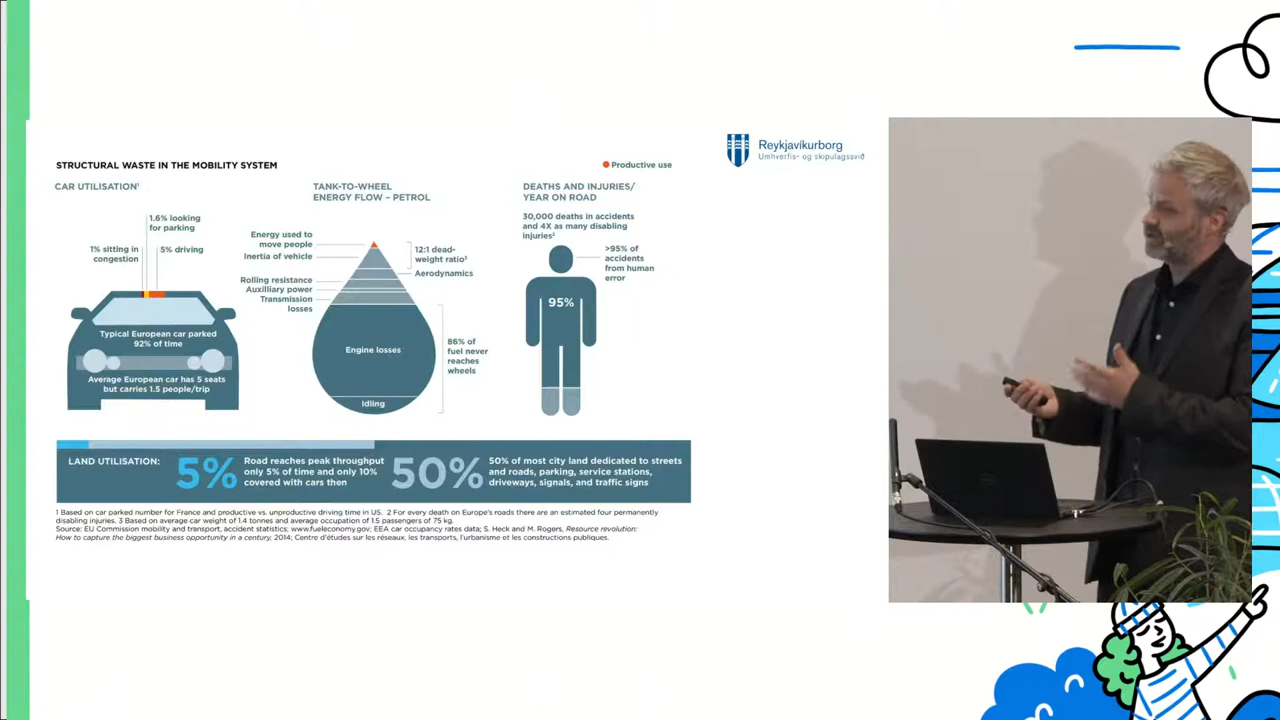 Reykjavíkurborg
Umhverfis- og skipulagssvið
STRUCTURAL WASTE IN THE MOBILITY SYSTEM
Productive use
CAR UTILISATION¹
1.6% looking
for parking
1% sitting in
congestion
5% driving
Typical European car parked
92% of time
Average European car has 5 seats
but carries 1.5 people/trip
TANK-TO-WHEEL
ENERGY FLOW – PETROL
Energy used to
move people
Inertia of vehicle
12:1 dead-
weight ratio³
Aerodynamics
Rolling resistance
Auxilliary power
Transmission
losses
Engine losses
86% of
fuel never
reaches
wheels
Idling
DEATHS AND INJURIES/
YEAR ON ROAD
30,000 deaths in accidents
and 4X as many disabling
injuries²
>95% of
accidents
from human
error
95%
LAND UTILISATION:
5%
Road reaches peak throughput
only 5% of time and only 10%
covered with cars then
50%
50% of most city land dedicated to streets
and roads, parking, service stations,
driveways, signals, and traffic signs
1 Based on car parked number for France and productive vs. unproductive driving time in US. 2 For every death on Europe's roads there are an estimated four permanently
disabling injuries. 3 Based on average car weight of 1.4 tonnes and average occupation of 1.5 passengers of 75 kg.
Source: EU Commission mobility and transport, accident statistics; www.fueleconomy.gov; EEA car occupancy rates data; S. Heck and M. Rogers, Resource revolution:
How to capture the biggest business opportunity in a century, 2014; Centre d'études sur les réseaux, les transports, l'urbanisme et les constructions publiques.